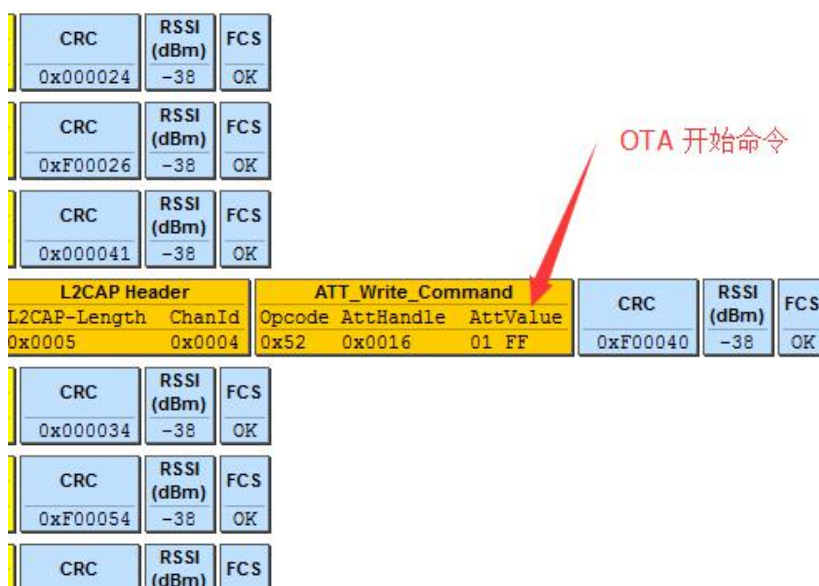 CRC RSSI (dBm) FCS
0x000024 -38 OK
CRC RSSI (dBm) FCS
0xF00026 -38 OK
OTA 开始命令
CRC RSSI (dBm) FCS
0x000041 -38 OK
L2CAP Header ATT_Write_Command CRC RSSI (dBm) FCS
L2CAP-Length ChanId Opcode AttHandle AttValue
0x0005 0x0004 0x52 0x0016 01 FF 0xF00040 -38 OK
CRC RSSI (dBm) FCS
0x000034 -38 OK
CRC RSSI (dBm) FCS
0xF00054 -38 OK
CRC RSSI (dBm) FCS